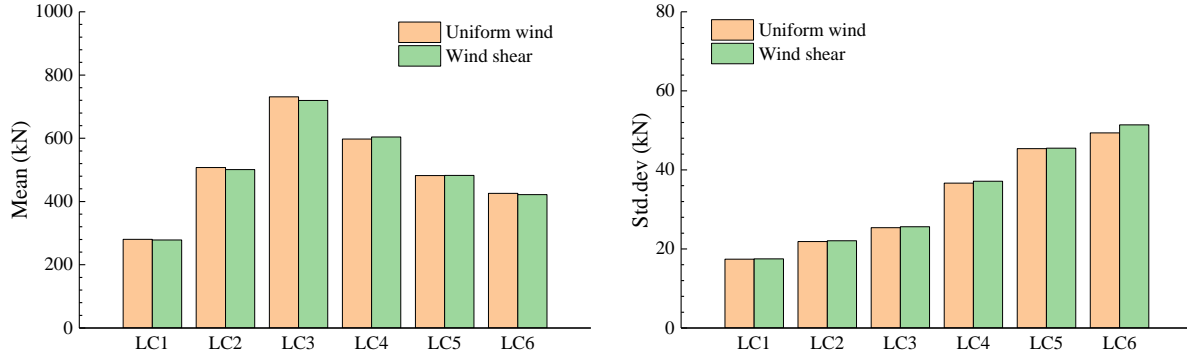 1000
800
600
400
200
0
Mean (kN)
Uniform wind
Wind shear
LC1 LC2 LC3 LC4 LC5 LC6
80
60
40
20
0
Std.dev (kN)
Uniform wind
Wind shear
LC1 LC2 LC3 LC4 LC5 LC6